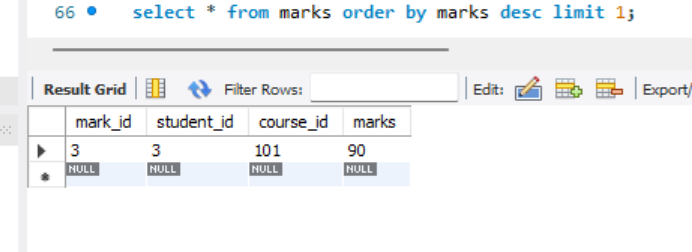 66 select * from marks order by marks desc limit 1;
Result Grid Filter Rows: Edit: Export/
mark_id student_id course_id marks
3 3 101 90
NULL NULL NULL NULL